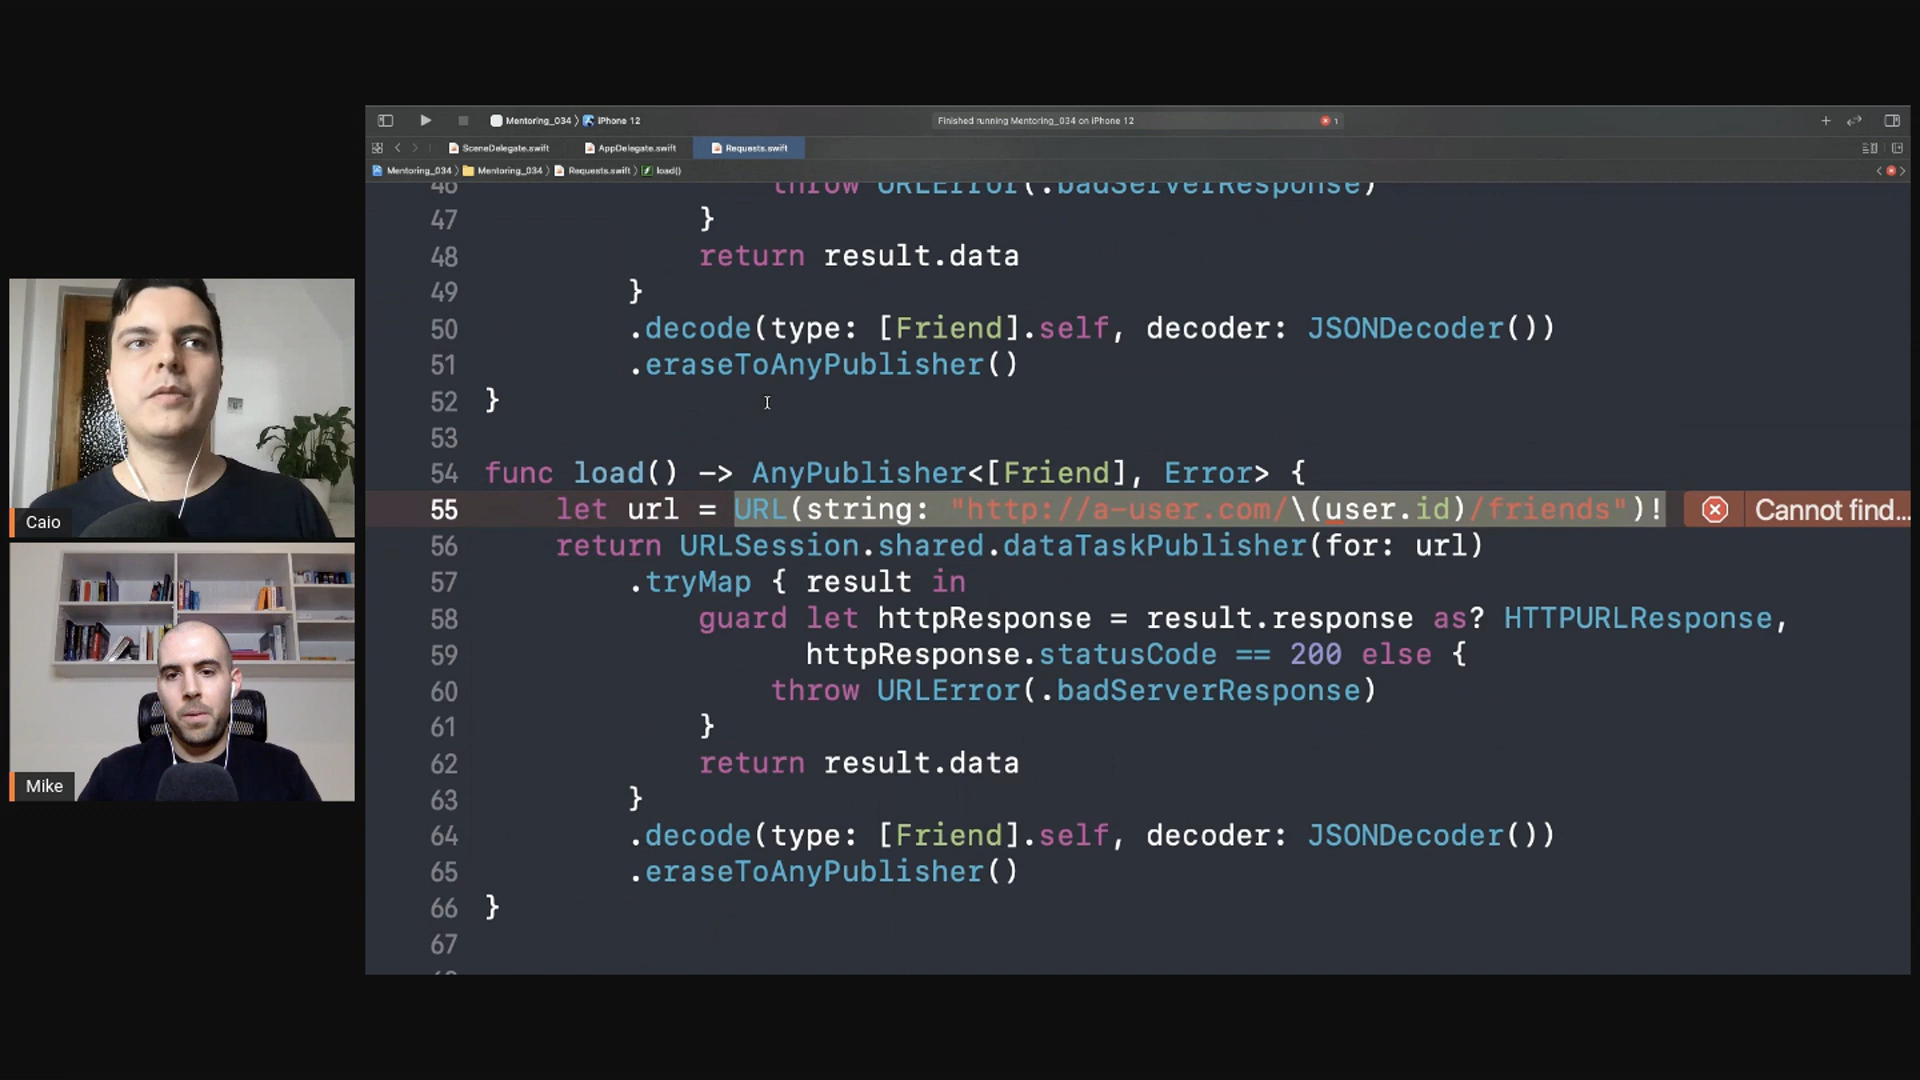 Mentoring_034 〉 iPhone 12
Finished running Mentoring_034 on iPhone 12
1
SceneDelegate.swift
AppDelegate.swift
Requests.swift
Mentoring_034 〉 Mentoring_034 〉 Requests.swift 〉 load()
46 throw URLError(.badServerResponse)
47 }
48 return result.data
49 }
50 .decode(type: [Friend].self, decoder: JSONDecoder())
51 .eraseToAnyPublisher()
52 }
53
54 func load() -> AnyPublisher<[Friend], Error> {
55 let url = URL(string: "http://a-user.com/\(user.id)/friends")! Cannot find...
56 return URLSession.shared.dataTaskPublisher(for: url)
57 .tryMap { result in
58 guard let httpResponse = result.response as? HTTPURLResponse,
59 httpResponse.statusCode == 200 else {
60 throw URLError(.badServerResponse)
61 }
62 return result.data
63 }
64 .decode(type: [Friend].self, decoder: JSONDecoder())
65 .eraseToAnyPublisher()
66 }
67
Caio
Mike